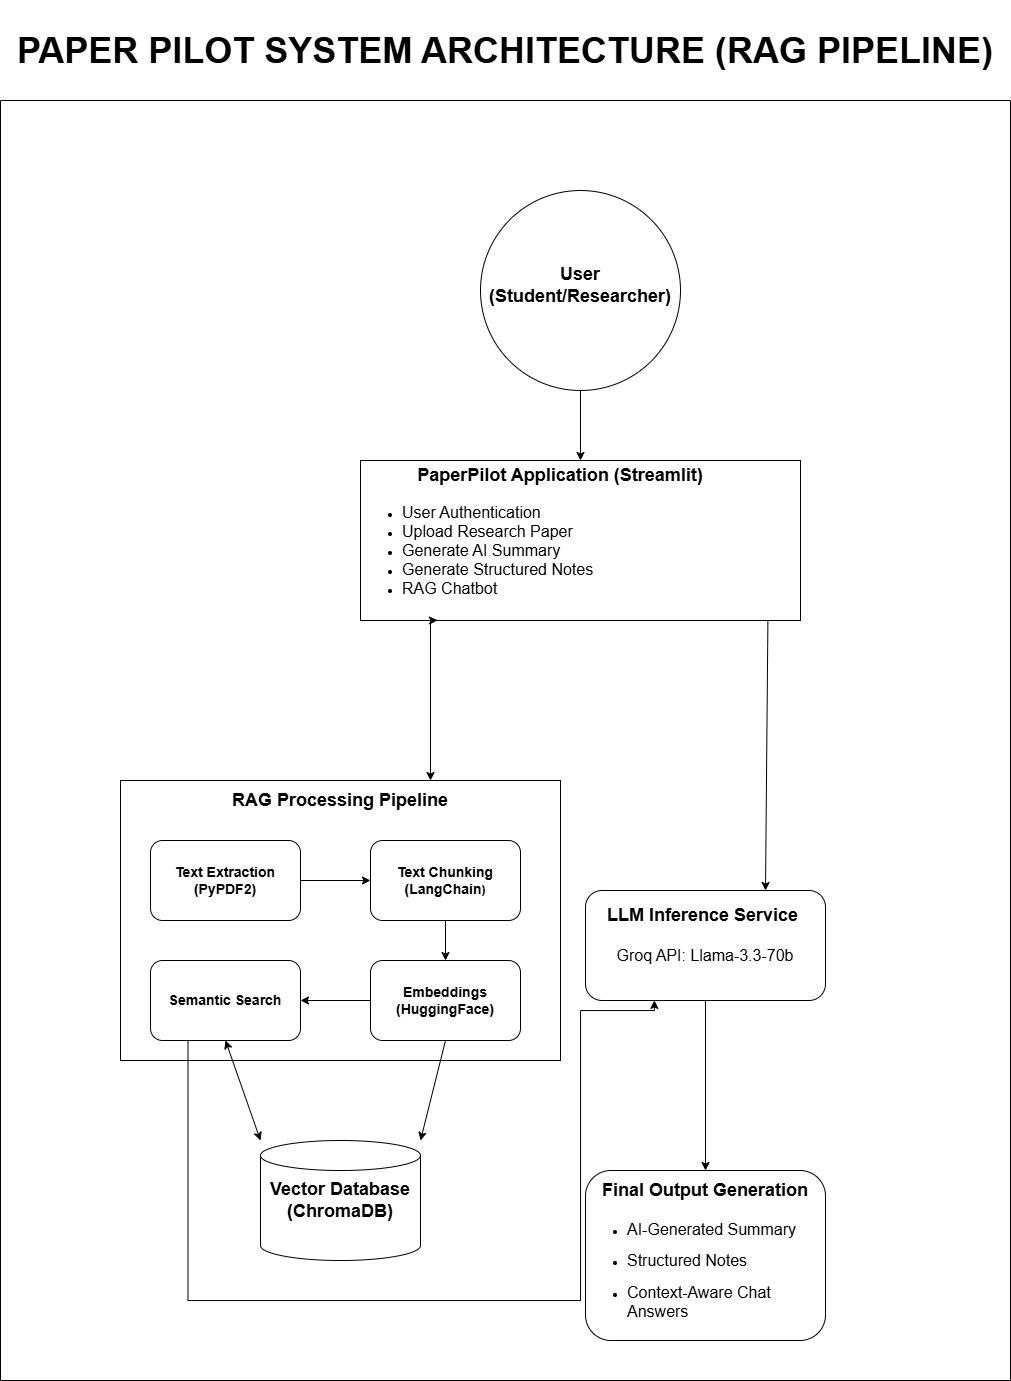 PAPER PILOT SYSTEM ARCHITECTURE (RAG PIPELINE)
User
(Student/Researcher)
PaperPilot Application (Streamlit)
• User Authentication
• Upload Research Paper
• Generate AI Summary
• Generate Structured Notes
• RAG Chatbot
RAG Processing Pipeline
Text Extraction
(PyPDF2)
Text Chunking
(LangChain)
Semantic Search
Embeddings
(HuggingFace)
LLM Inference Service
Groq API: Llama-3.3-70b
Vector Database
(ChromaDB)
Final Output Generation
• AI-Generated Summary
• Structured Notes
• Context-Aware Chat
Answers